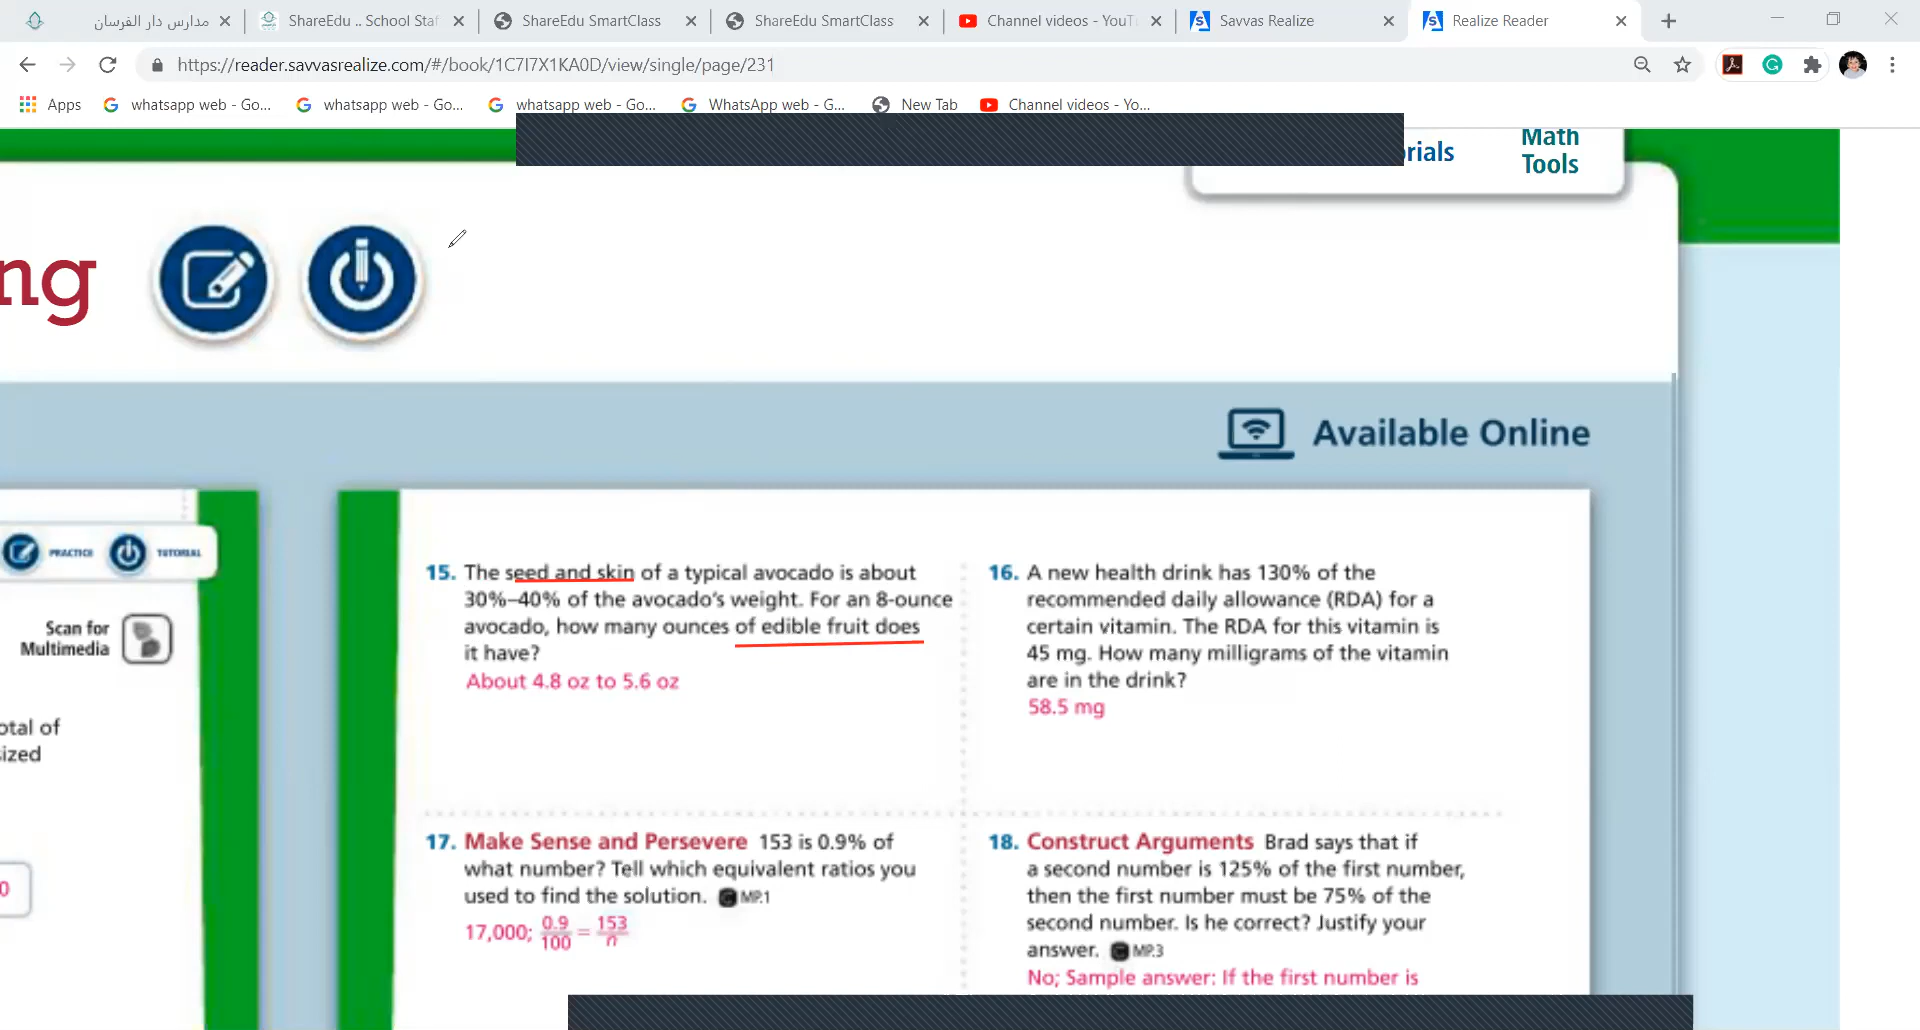 مدارس دار الفرسان
ShareEdu .. School Staf
ShareEdu SmartClass
ShareEdu SmartClass
Channel videos - YouTu
Savvas Realize
Realize Reader
https://reader.savvasrealize.com/#/book/1C7I7X1KA0D/view/single/page/231
Apps
whatsapp web - Go...
whatsapp web - Go...
whatsapp web - Go...
WhatsApp web - G...
New Tab
Channel videos - Yo...
rials
Math
Tools
ng
Available Online
PRACTICE
TUTORIAL
Scan for
Multimedia
otal of
ized
0
15. The seed and skin of a typical avocado is about
30%–40% of the avocado's weight. For an 8-ounce
avocado, how many ounces of edible fruit does
it have?
About 4.8 oz to 5.6 oz
16. A new health drink has 130% of the
recommended daily allowance (RDA) for a
certain vitamin. The RDA for this vitamin is
45 mg. How many milligrams of the vitamin
are in the drink?
58.5 mg
17. Make Sense and Persevere 153 is 0.9% of
what number? Tell which equivalent ratios you
used to find the solution. MP.1
17,000; 0.9/100 = 153/n
18. Construct Arguments Brad says that if
a second number is 125% of the first number,
then the first number must be 75% of the
second number. Is he correct? Justify your
answer. MP.3
No; Sample answer: If the first number is